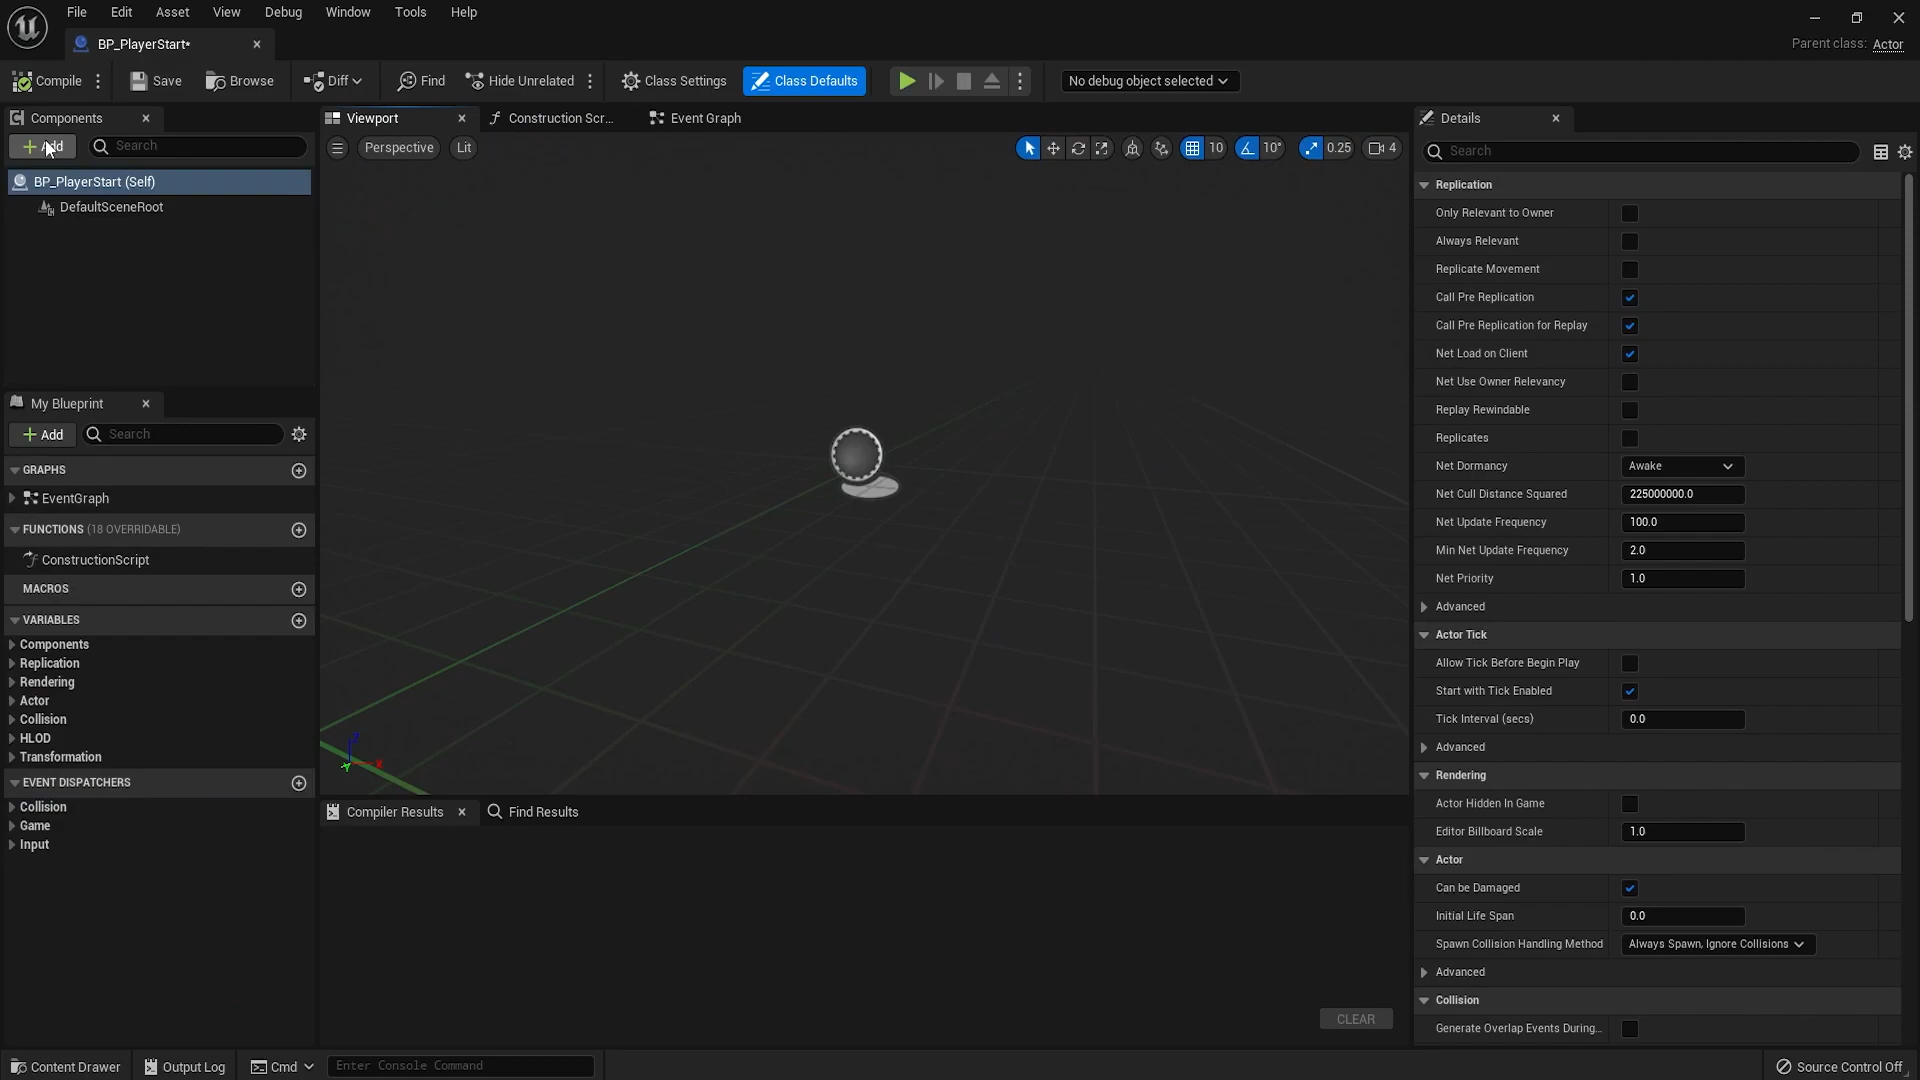 File Edit Asset View Debug Window Tools Help
BP_PlayerStart*
Parent class: Actor
Compile Save Browse Diff Find Hide Unrelated Class Settings Class Defaults No debug object selected
Components
Add Search
BP_PlayerStart (Self)
DefaultSceneRoot
My Blueprint
Add Search
GRAPHS
EventGraph
FUNCTIONS (18 OVERRIDABLE)
ConstructionScript
MACROS
VARIABLES
Components
Replication
Rendering
Actor
Collision
HLOD
Transformation
EVENT DISPATCHERS
Collision
Game
Input
Viewport Construction Scr... Event Graph
Perspective Lit 10 10° 0.25 4
Z
X
Y
Compiler Results Find Results
CLEAR
Details
Search
Replication
Only Relevant to Owner
Always Relevant
Replicate Movement
Call Pre Replication
Call Pre Replication for Replay
Net Load on Client
Net Use Owner Relevancy
Replay Rewindable
Replicates
Net Dormancy Awake
Net Cull Distance Squared 225000000.0
Net Update Frequency 100.0
Min Net Update Frequency 2.0
Net Priority 1.0
Advanced
Actor Tick
Allow Tick Before Begin Play
Start with Tick Enabled
Tick Interval (secs) 0.0
Advanced
Rendering
Actor Hidden In Game
Editor Billboard Scale 1.0
Actor
Can be Damaged
Initial Life Span 0.0
Spawn Collision Handling Method Always Spawn, Ignore Collisions
Advanced
Collision
Generate Overlap Events During...
Content Drawer Output Log Cmd Enter Console Command Source Control Off